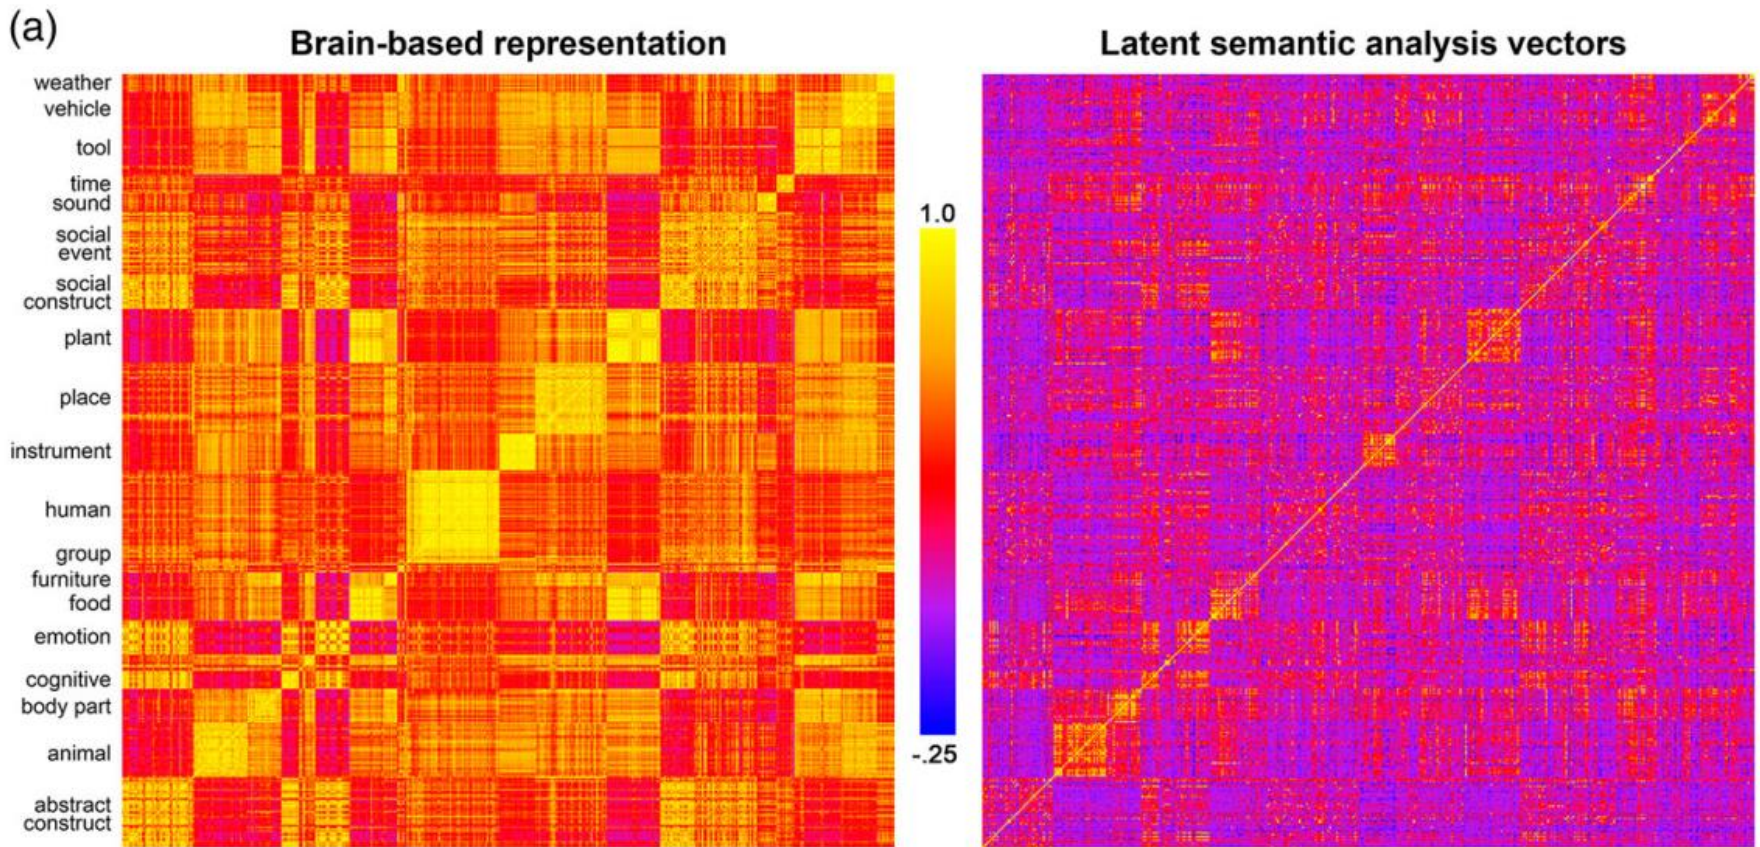 (a)
Brain-based representation
Latent semantic analysis vectors
weather
vehicle
tool
time
sound
social
event
social
construct
plant
place
instrument
human
group
furniture
food
emotion
cognitive
body part
animal
abstract
construct
1.0
-.25